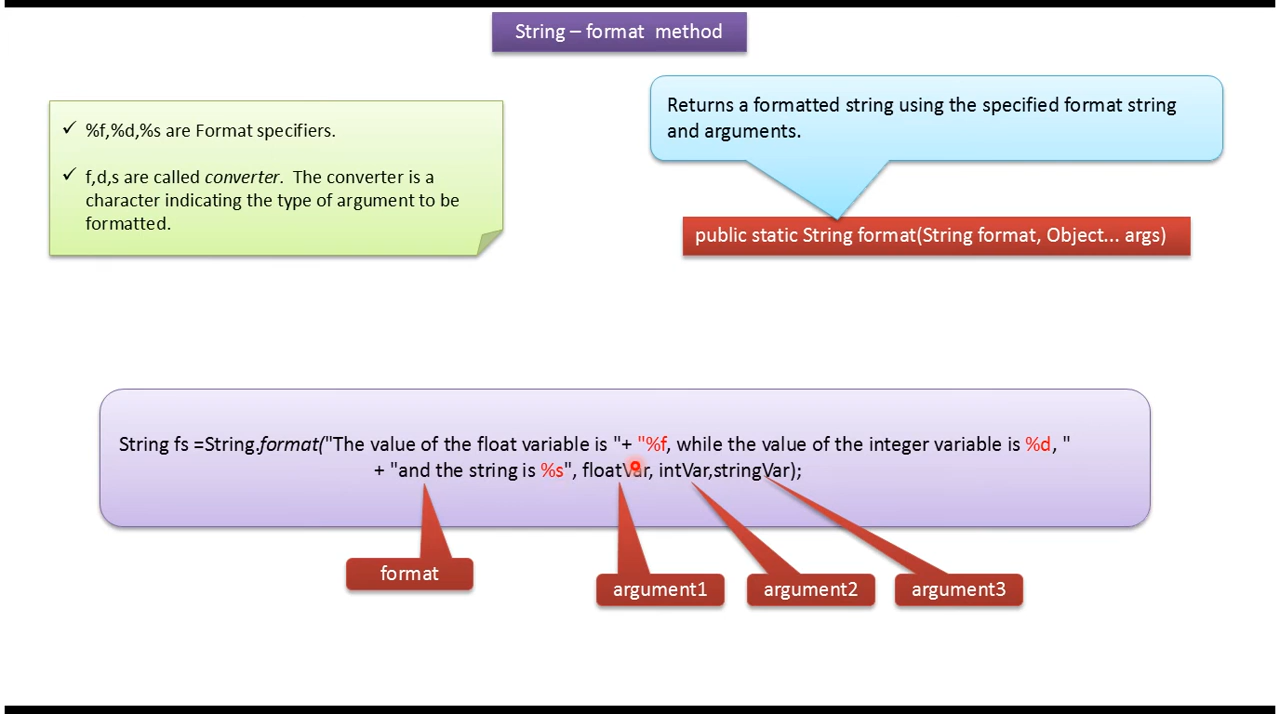 String – format  method
%f,%d,%s are Format specifiers.
f,d,s are called converter.  The converter is a
character indicating the type of argument to be
formatted.
Returns a formatted string using the specified format string
and arguments.
public static String format(String format, Object... args)
String fs =String.format("The value of the float variable is "+ "%f, while the value of the integer variable is %d, "
+ "and the string is %s", floatVar, intVar,stringVar);
format
argument1
argument2
argument3